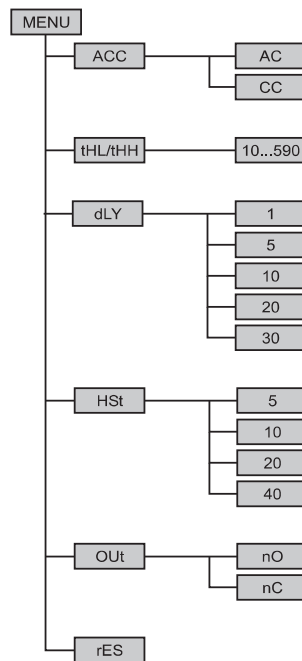 MENU
ACC
AC
CC
tHL/tHH
10...590
dLY
1
5
10
20
30
HSt
5
10
20
40
OUt
nO
nC
rES